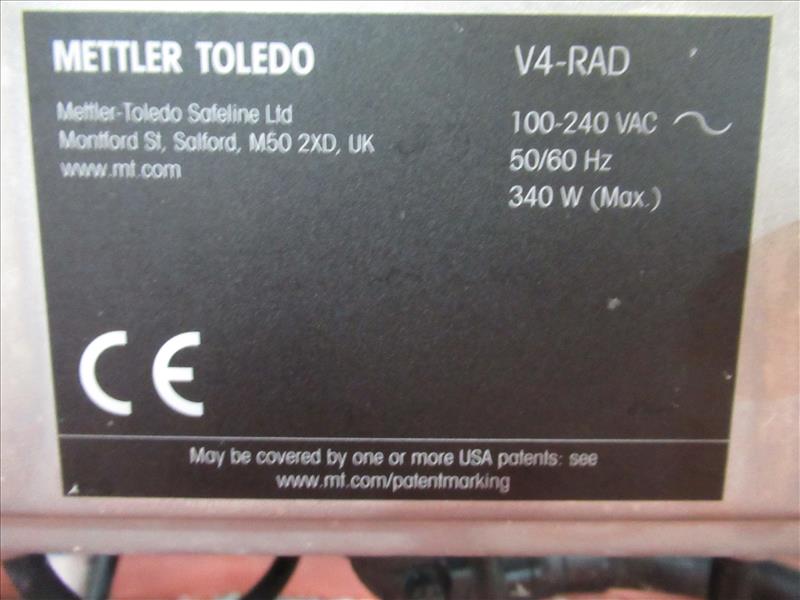 METTLER TOLEDO
Mettler-Toledo Safeline Ltd
Montford St, Salford, M50 2XD, UK
www.mt.com
V4-RAD
100-240 VAC
50/60 Hz
340 W (Max.)
CE
May be covered by one or more USA patents: see
www.mt.com/patentmarking